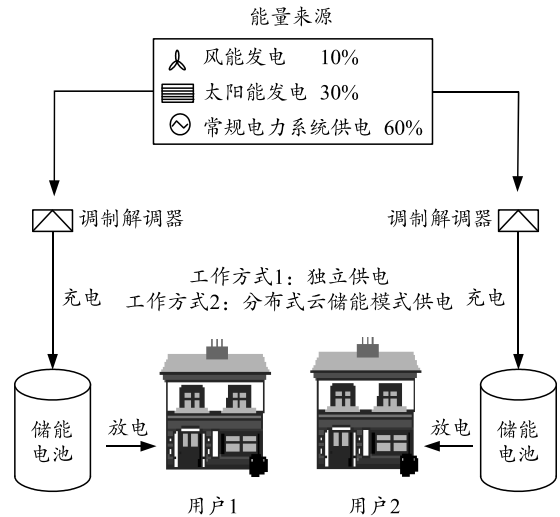 能量来源
风能发电 10%
太阳能发电 30%
常规电力系统供电 60%
调制解调器
调制解调器
工作方式1：独立供电
工作方式2：分布式云储能模式供电
充电
充电
储能
电池
放电
放电
储能
电池
用户1
用户2